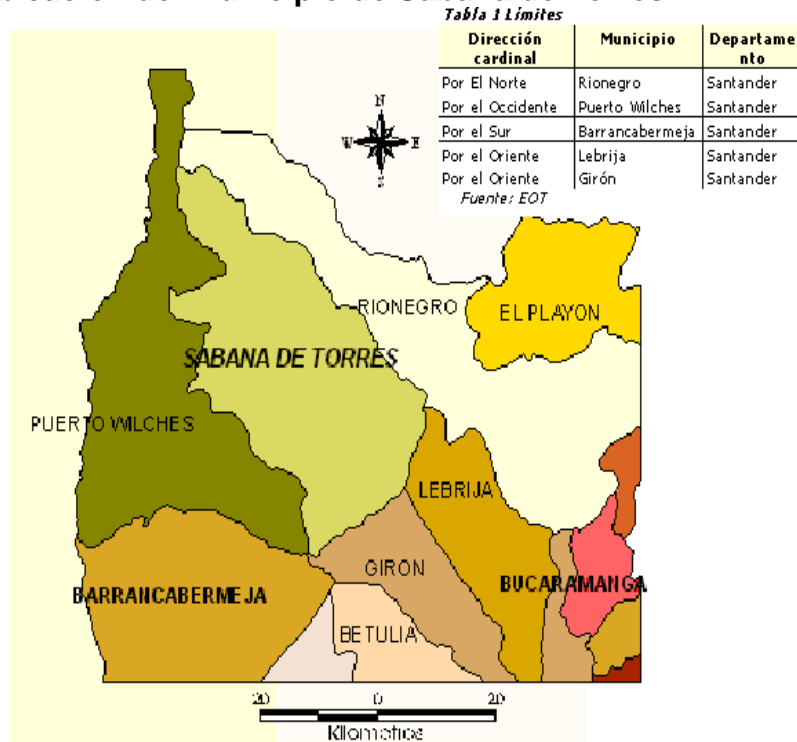 Tabla 1 Límites
Dirección cardinal Municipio Departamento
Por El Norte Rionegro Santander
Por el Occidente Puerto Wilches Santander
Por el Sur Barrancabermeja Santander
Por el Oriente Lebrija Santander
Por el Oriente Girón Santander
Fuente: EOT
N
W E
S
RIONEGRO
EL PLAYON
SABANA DE TORRES
PUERTO WILCHES
LEBRIJA
GIRON
BUCARAMANGA
BARRANCABERMEJA
BETULIA
20 0 20